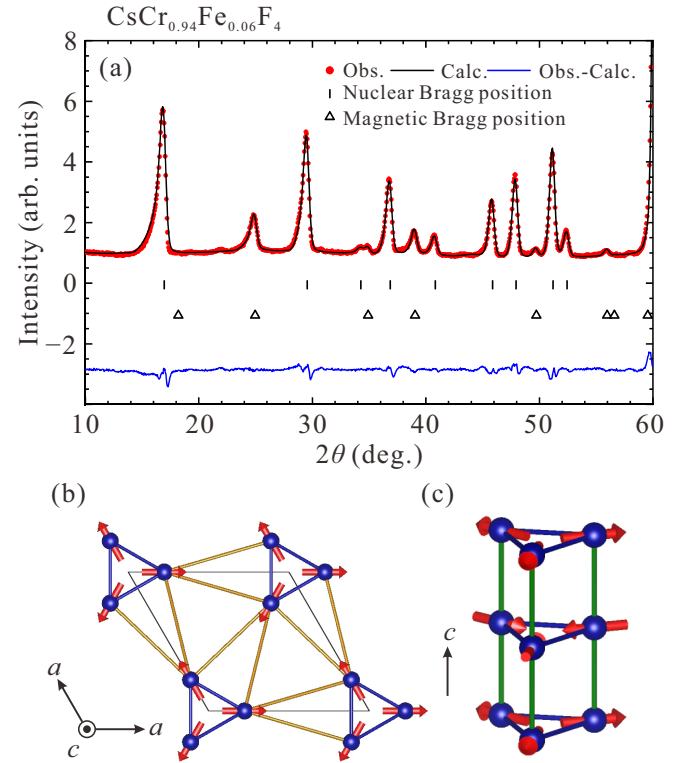 CsCr0.94Fe0.06F4
(a)
Obs. Calc. Obs.-Calc.
Nuclear Bragg position
Magnetic Bragg position
Intensity (arb. units)
8
6
4
2
0
−2
10 20 30 40 50 60
2θ (deg.)
(b)
(c)
a
c
a
c